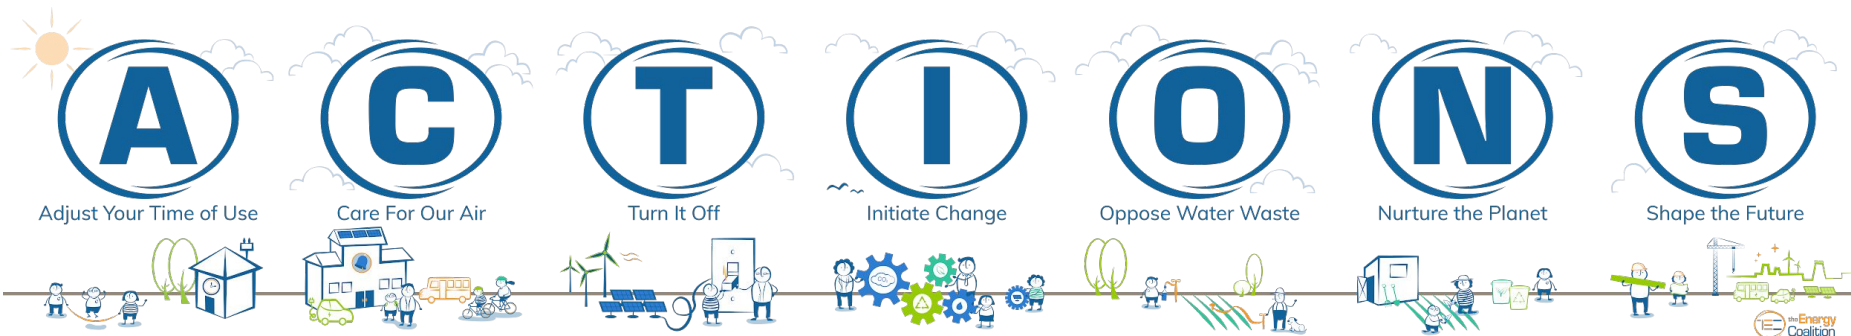 A C T I O N S
Adjust Your Time of Use
Care For Our Air
Turn It Off
Initiate Change
Oppose Water Waste
Nurture the Planet
Shape the Future
the Energy
Coalition